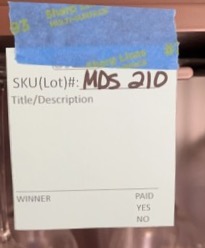 SKU(Lot)#: MDS 210
Title/Description
WINNER PAID
YES
NO